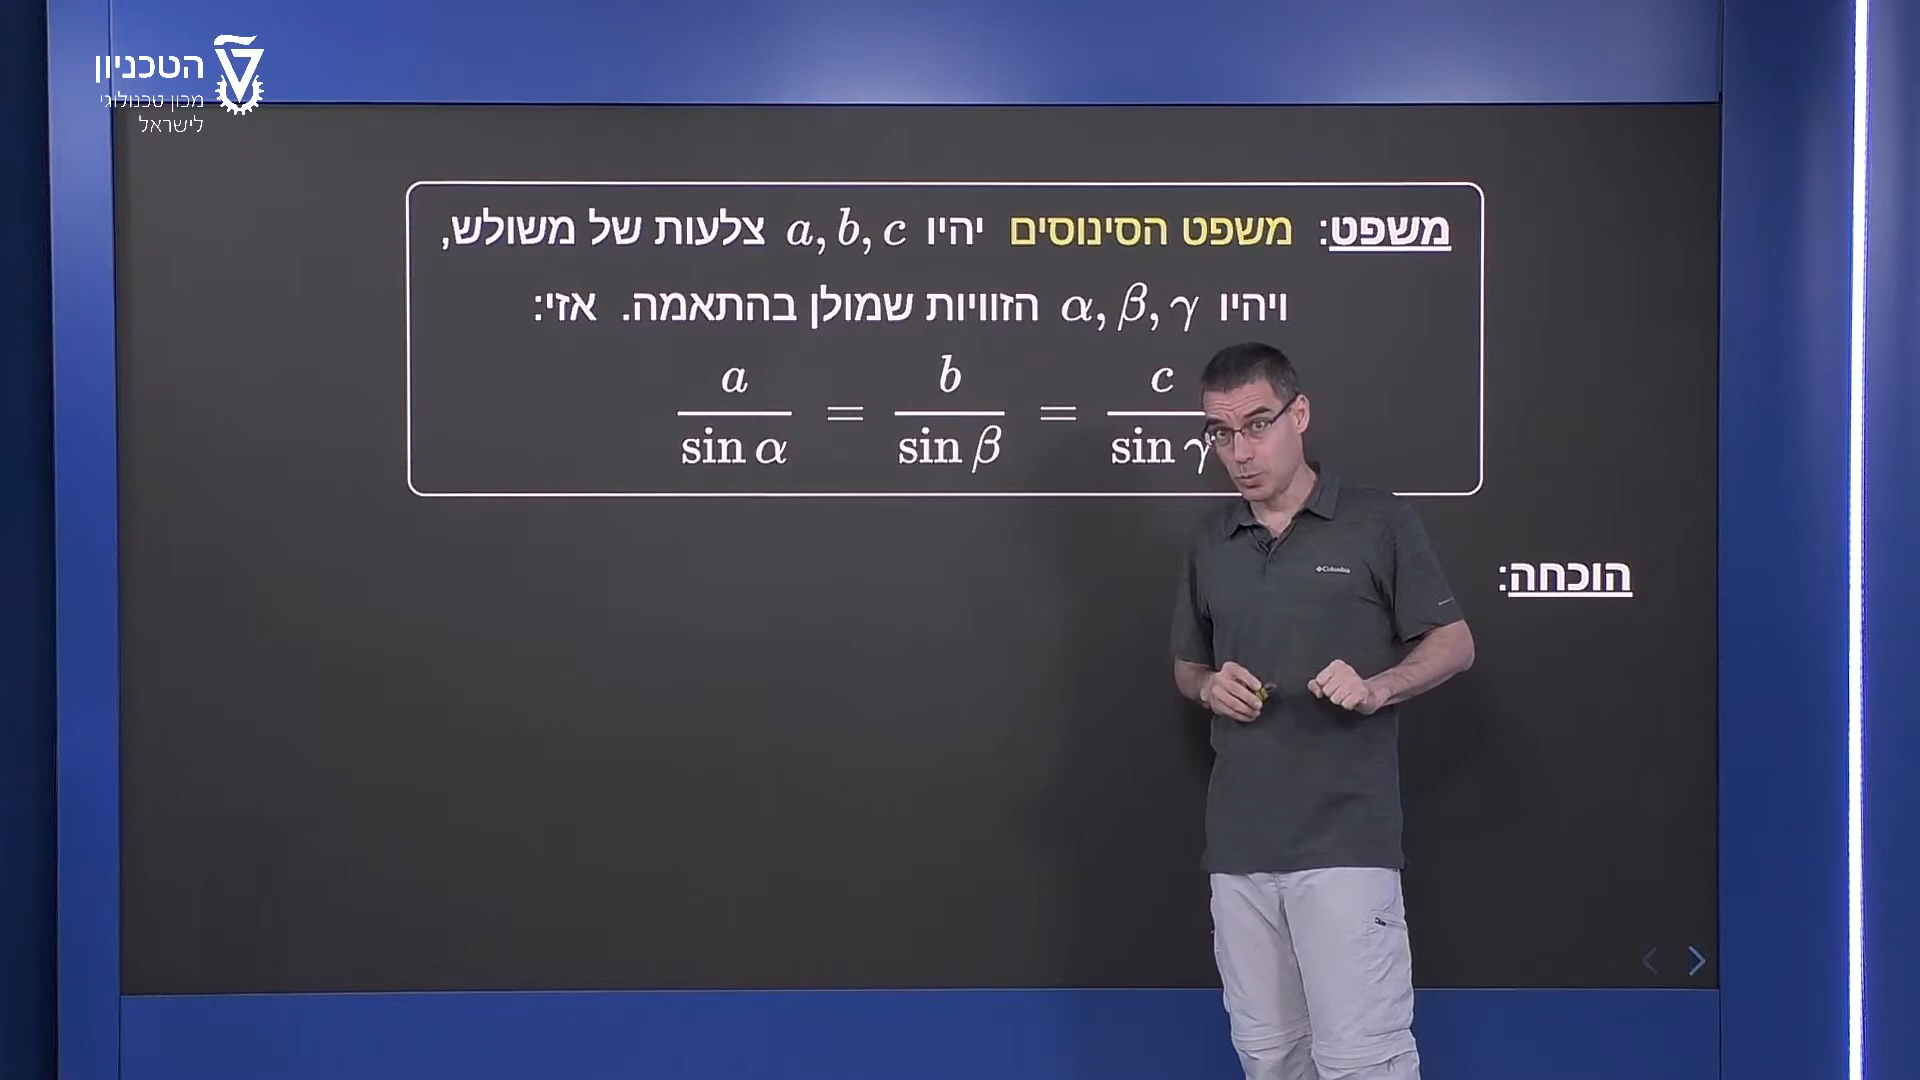 הטכניון
מכון טכנולוגי
לישראל
משפט: משפט הסינוסים יהיו a, b, c צלעות של משולש,
ויהיו α, β, γ הזוויות שמולן בהתאמה. אזי:
a / sin α = b / sin β = c / sin γ
הוכחה:
Columbia